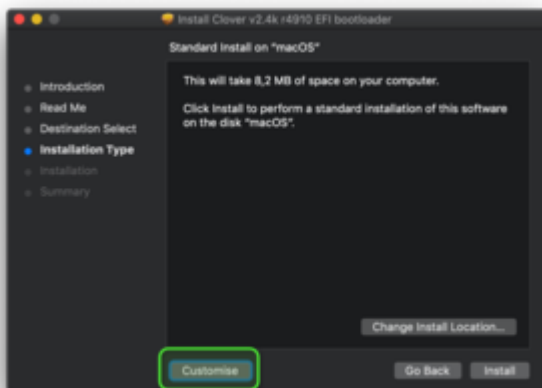 Install Clover v2.4k r4910 EFI bootloader
Standard Install on "macOS"
Introduction
Read Me
Destination Select
Installation Type
Installation
Summary
This will take 8,2 MB of space on your computer.
Click Install to perform a standard installation of this software
on the disk "macOS".
Change Install Location...
Customise
Go Back
Install